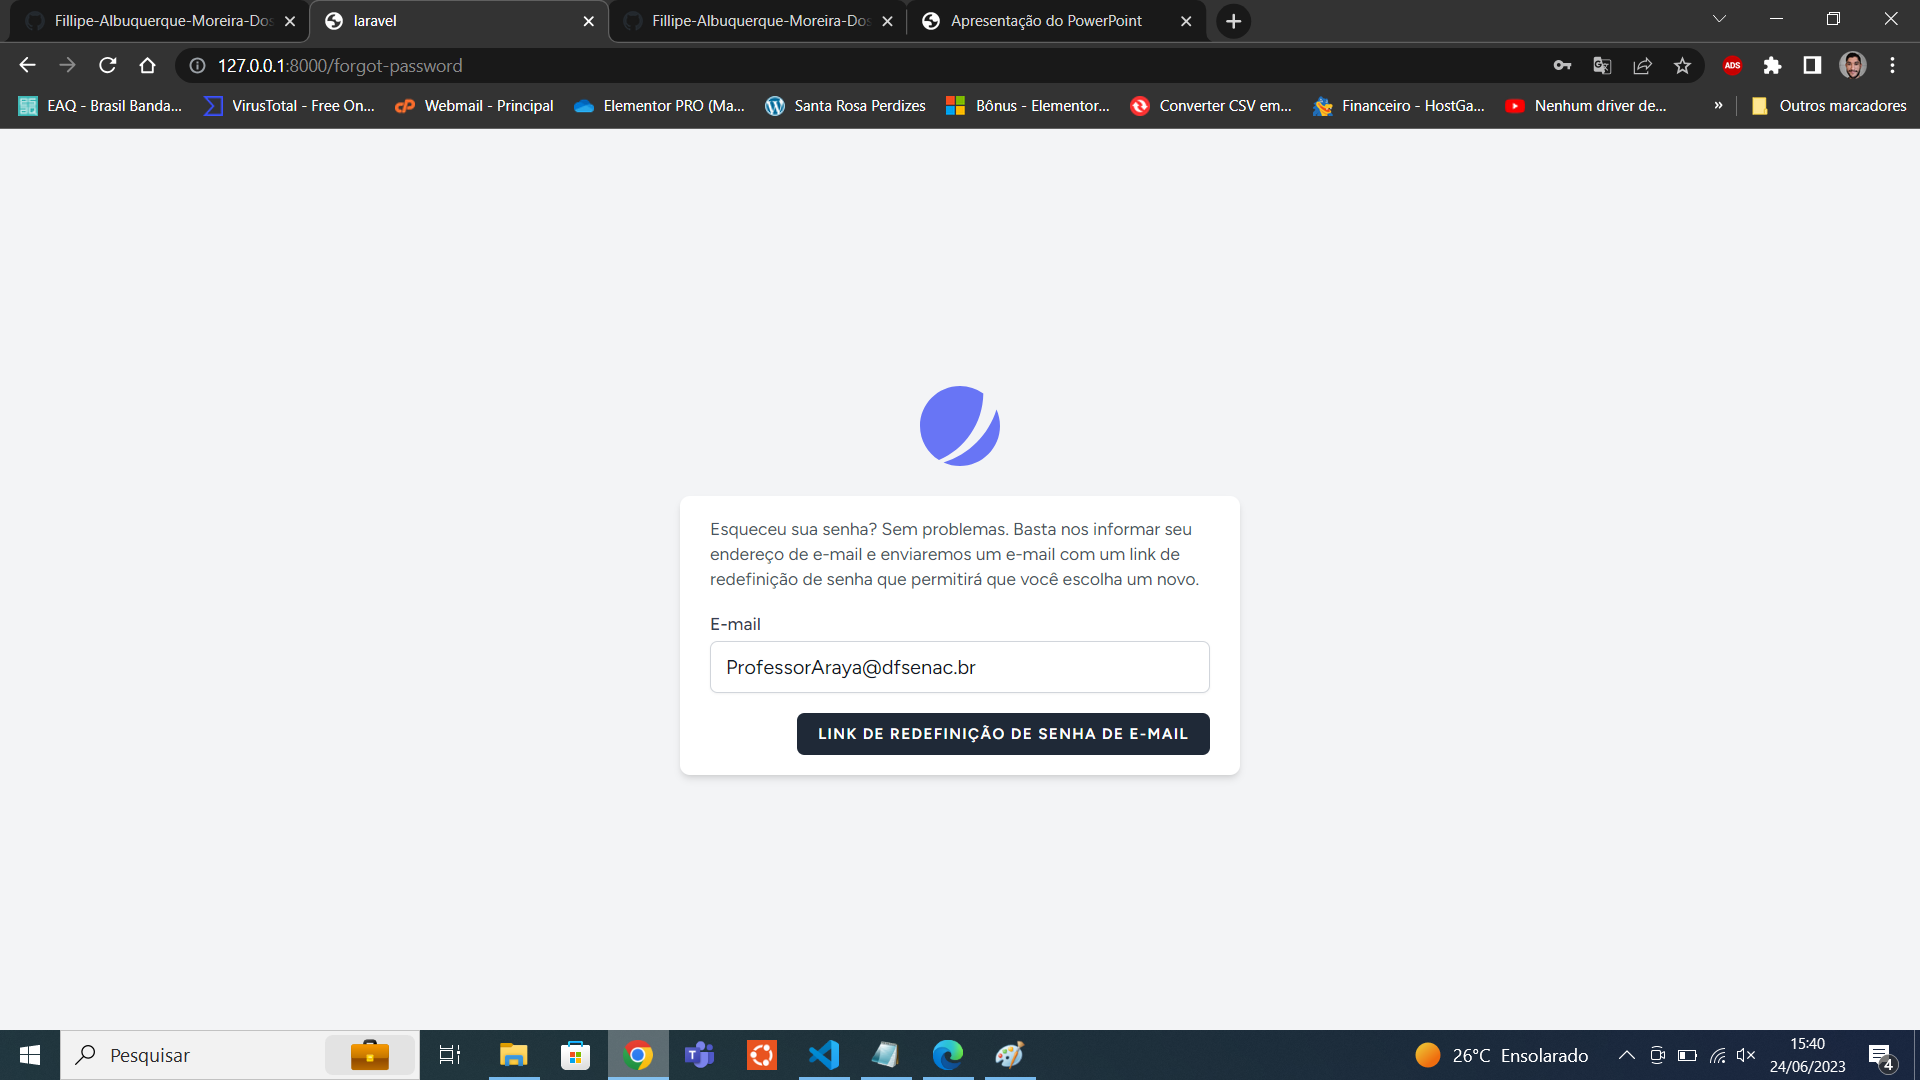 Fillipe-Albuquerque-Moreira-Dos
laravel
Fillipe-Albuquerque-Moreira-Dos
Apresentação do PowerPoint
127.0.0.1:8000/forgot-password
ADS
EAQ - Brasil Banda...
VirusTotal - Free On...
Webmail - Principal
Elementor PRO (Ma...
Santa Rosa Perdizes
Bônus - Elementor...
Converter CSV em...
Financeiro - HostGa...
Nenhum driver de...
»
Outros marcadores
Esqueceu sua senha? Sem problemas. Basta nos informar seu
endereço de e-mail e enviaremos um e-mail com um link de
redefinição de senha que permitirá que você escolha um novo.
E-mail
ProfessorAraya@dfsenac.br
LINK DE REDEFINIÇÃO DE SENHA DE E-MAIL
Pesquisar
26°C Ensolarado
15:40
24/06/2023
4